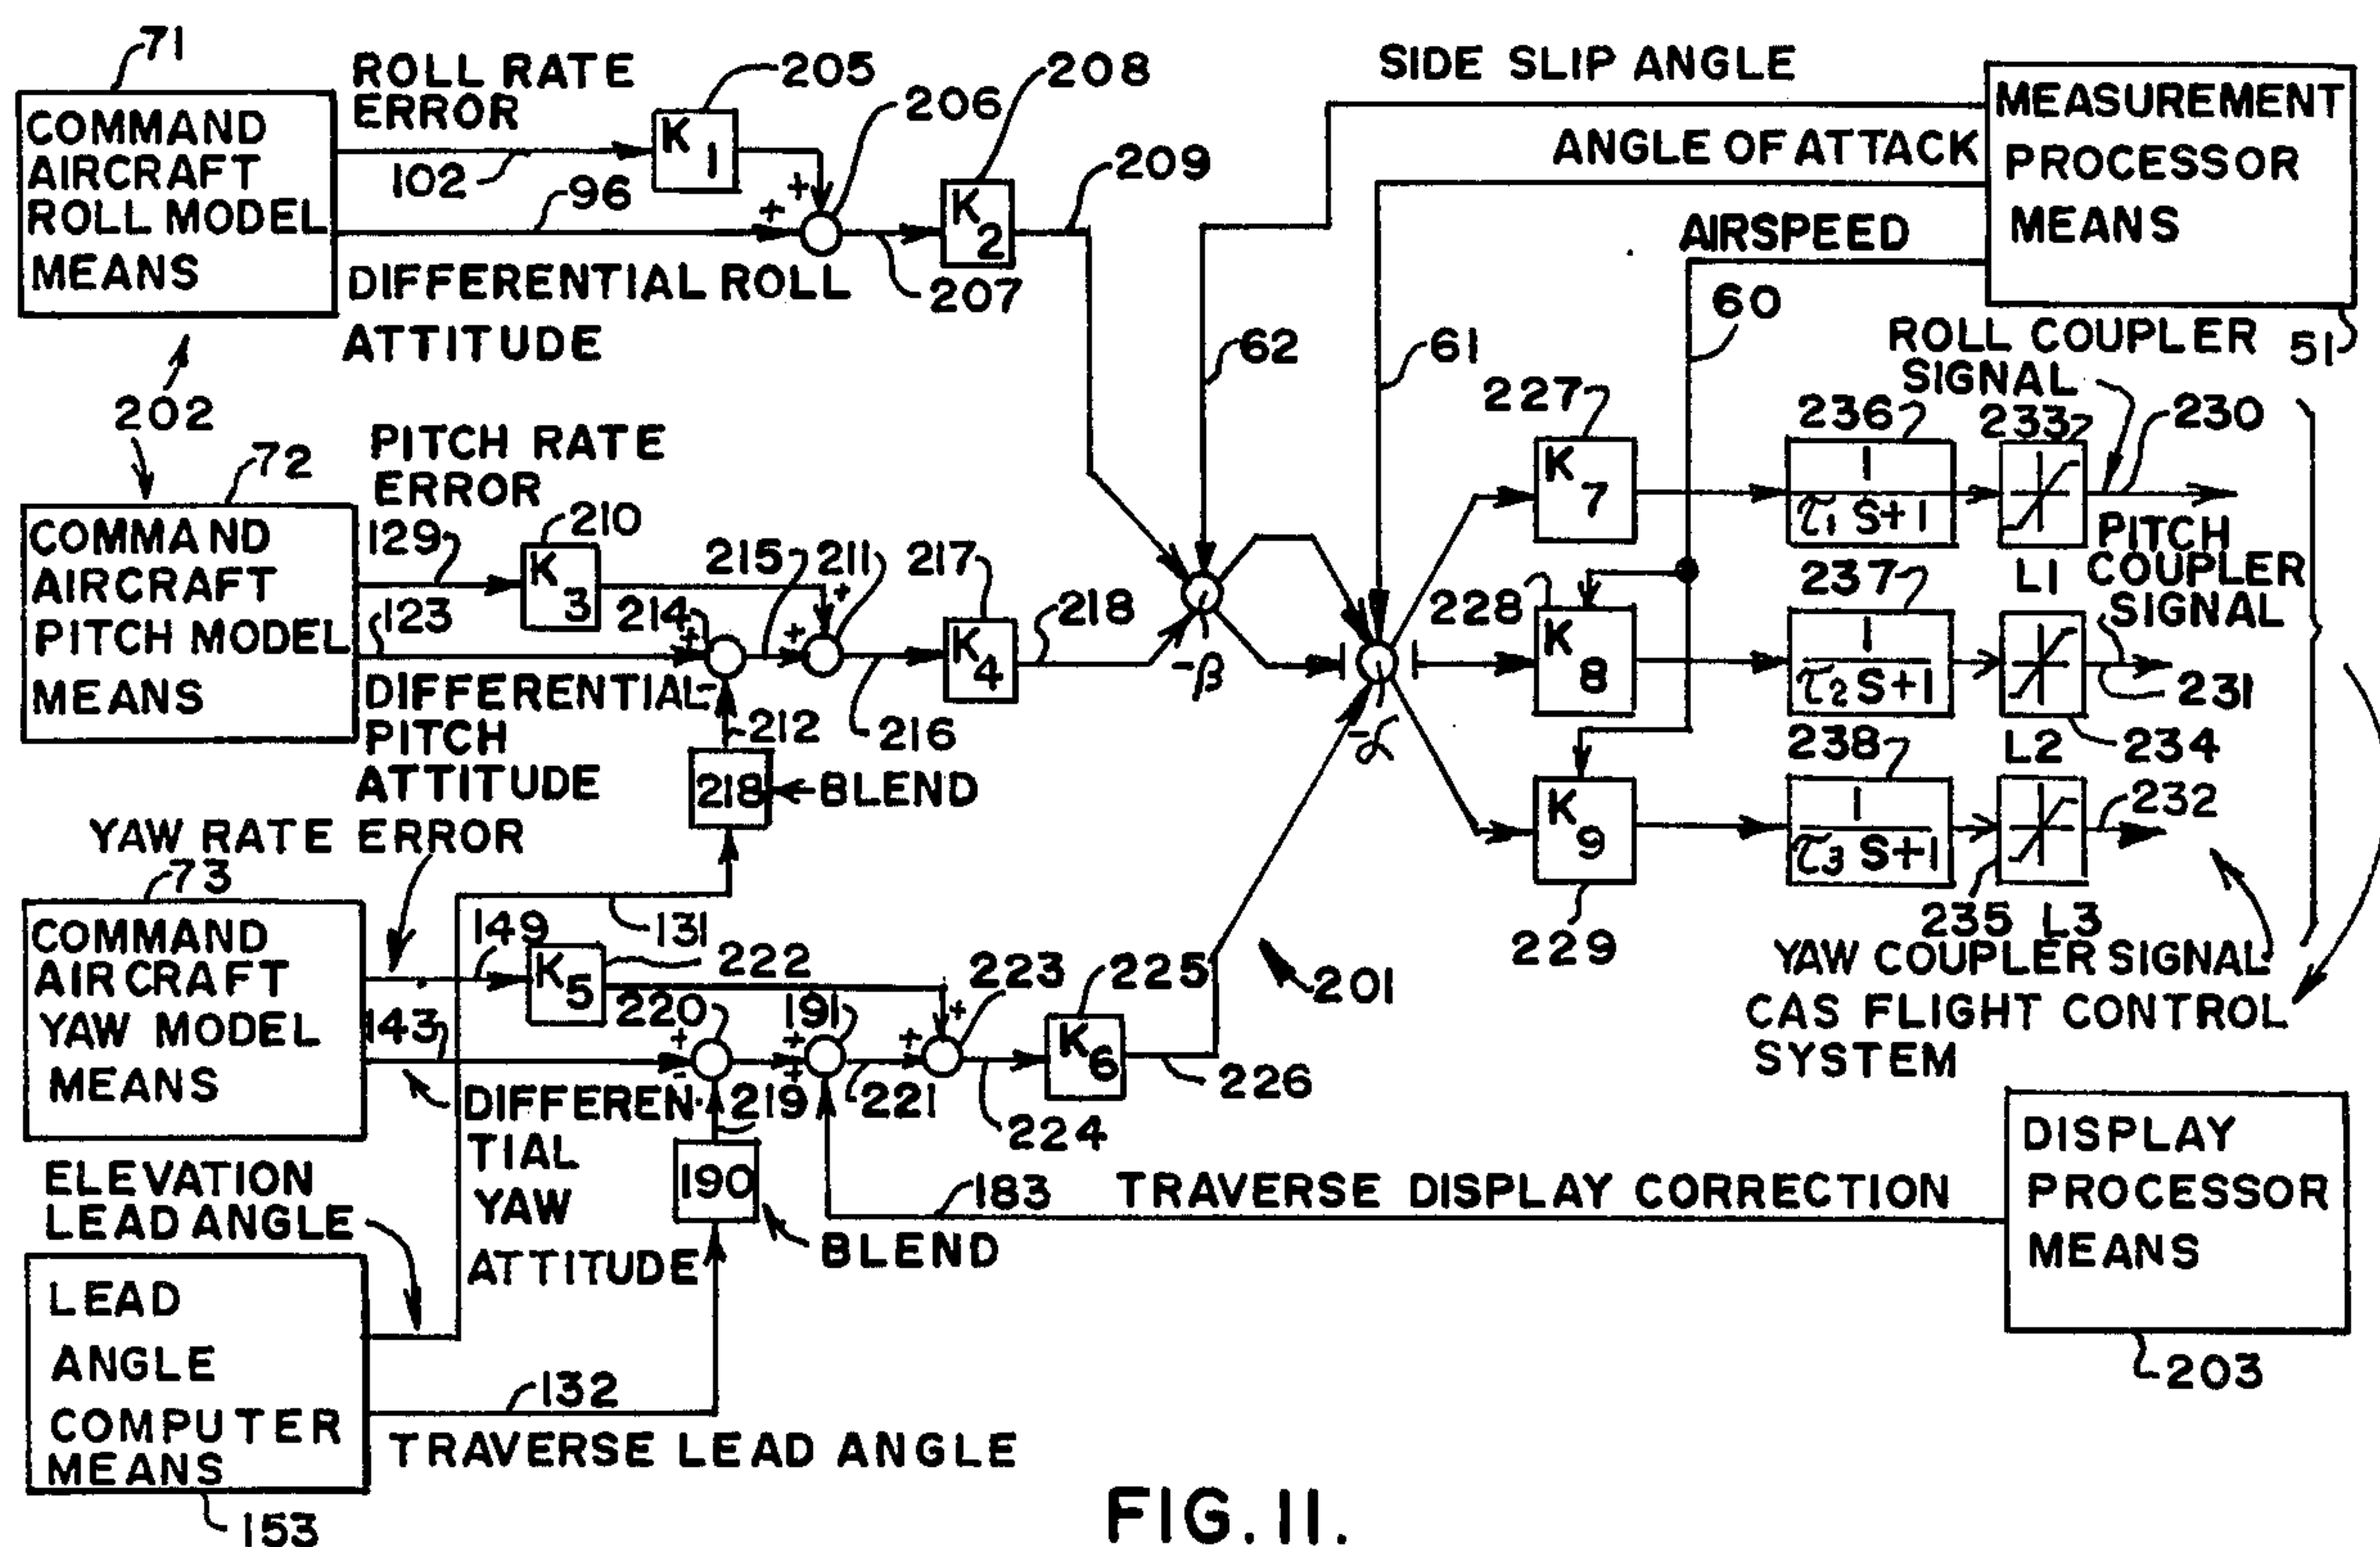 71
COMMAND
AIRCRAFT
ROLL MODEL
MEANS
202
ROLL RATE
ERROR
102
96
DIFFERENTIAL ROLL
ATTITUDE
K1
205
+
+
206
207
K2
208
209
SIDE SLIP ANGLE
ANGLE OF ATTACK
AIRSPEED
MEASUREMENT
PROCESSOR
MEANS
51
62
61
60
72
COMMAND
AIRCRAFT
PITCH MODEL
MEANS
PITCH RATE
ERROR
129
123
DIFFERENTIAL
PITCH
ATTITUDE
K3
210
214
+
-
215
+
+
211
216
K4
217
218
212
218
BLEND
-β
-α
227
K7
228
K8
K9
229
236
1
τ1 S+1
237
1
τ2 S+1
238
1
τ3 S+1
233
L1
L2
234
235
L3
ROLL COUPLER
SIGNAL
230
PITCH
COUPLER
SIGNAL
231
232
YAW COUPLER SIGNAL
CAS FLIGHT CONTROL
SYSTEM
201
YAW RATE ERROR
73
COMMAND
AIRCRAFT
YAW MODEL
MEANS
131
149
143
K5
222
220
+
-
191
+
+
223
+
+
219
221
224
K6
225
226
DIFFEREN-
TIAL
YAW
ATTITUDE
190
BLEND
183
TRAVERSE DISPLAY CORRECTION
DISPLAY
PROCESSOR
MEANS
203
ELEVATION
LEAD ANGLE
LEAD
ANGLE
COMPUTER
MEANS
153
132
TRAVERSE LEAD ANGLE
FIG. 11.